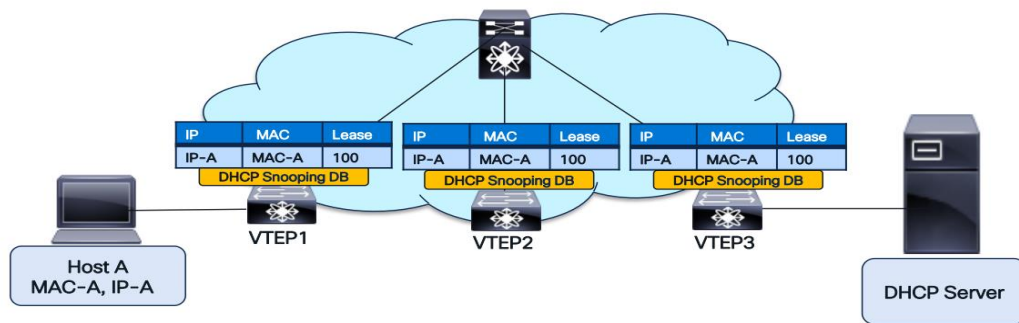 IP MAC Lease
IP-A MAC-A 100
DHCP Snooping DB
IP MAC Lease
IP-A MAC-A 100
DHCP Snooping DB
IP MAC Lease
IP-A MAC-A 100
DHCP Snooping DB
VTEP1
VTEP2
VTEP3
Host A
MAC-A, IP-A
DHCP Server